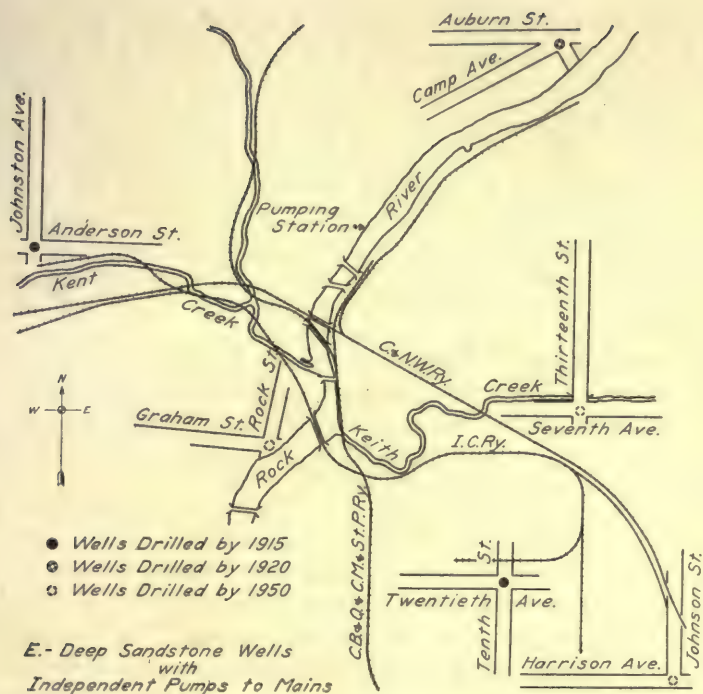 Auburn St.
Camp Ave.
Johnston Ave.
Anderson St.
Pumping
Station
River
Kent
Creek
Thirteenth St.
C.&N.W.Ry.
Creek
Rock St.
N
W E
Graham St.
Keith
Seventh Ave.
I.C.Ry.
Rock
C.B.&Q.&C.M.&St.P.Ry.
Wells Drilled by 1915
Wells Drilled by 1920
Wells Drilled by 1950
Tenth St.
Twentieth Ave.
Johnson St.
Harrison Ave.
E.- Deep Sandstone Wells
with
Independent Pumps to Mains